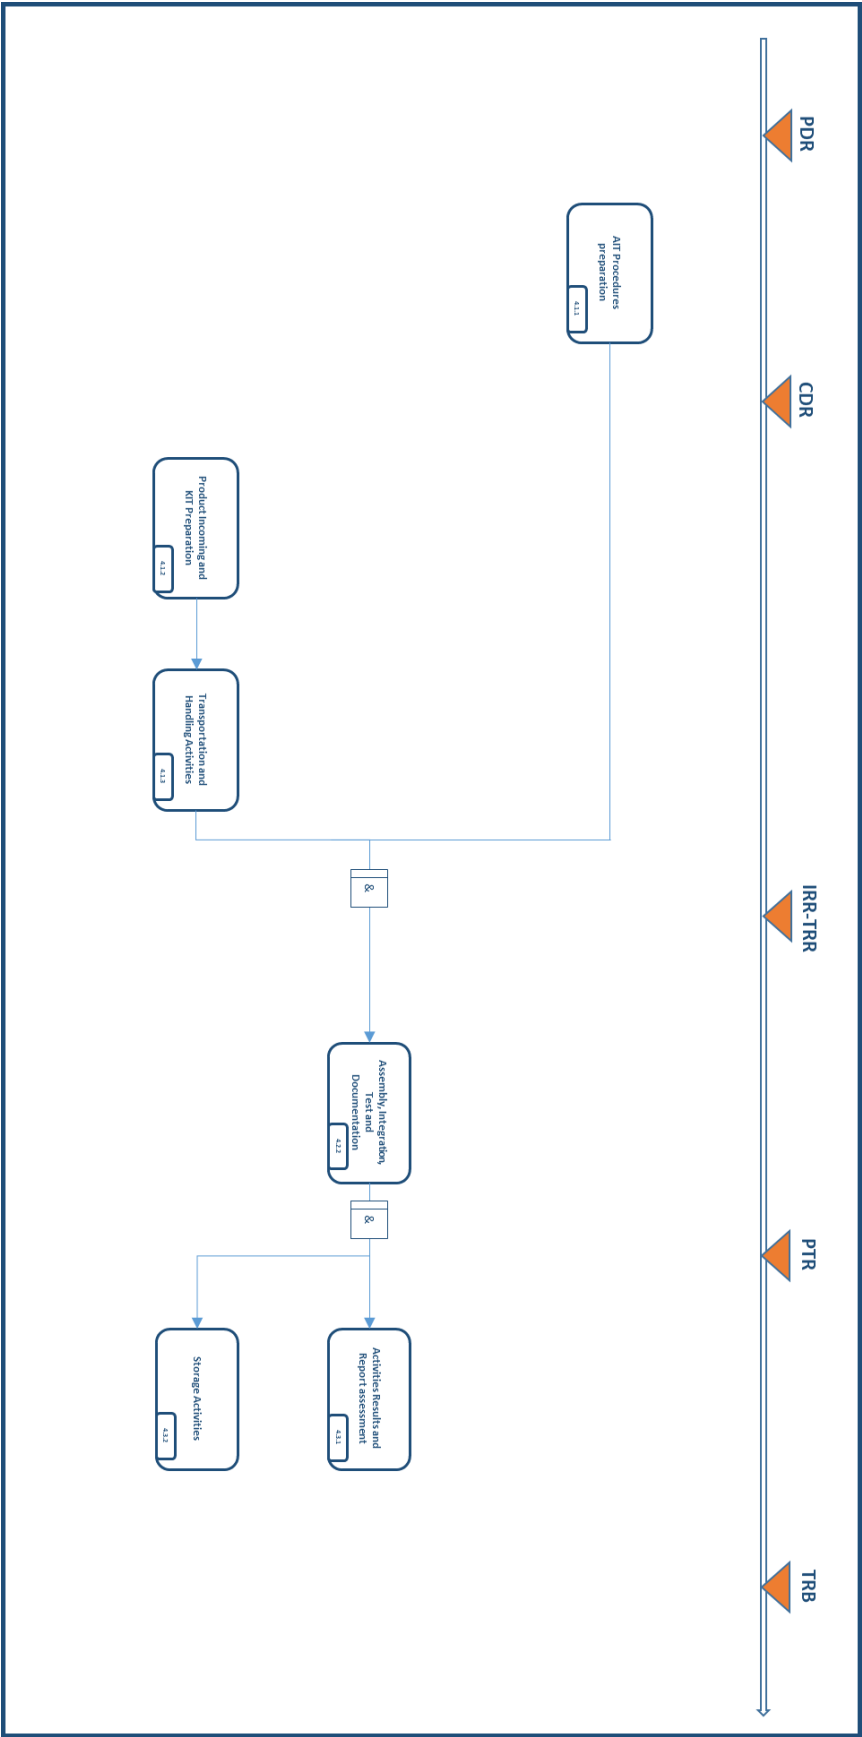 PDR
CDR
IRR-TRR
PTR
TRB
AIT Procedures
preparation
4.1.1
Product Incoming and
KIT Preparation
4.1.2
Transportation and
Handling Activities
4.1.3
&
Assembly, Integration,
Test and
Documentation
4.2.2
&
Activities Results and
Report assessment
4.3.1
Storage Activities
4.3.2